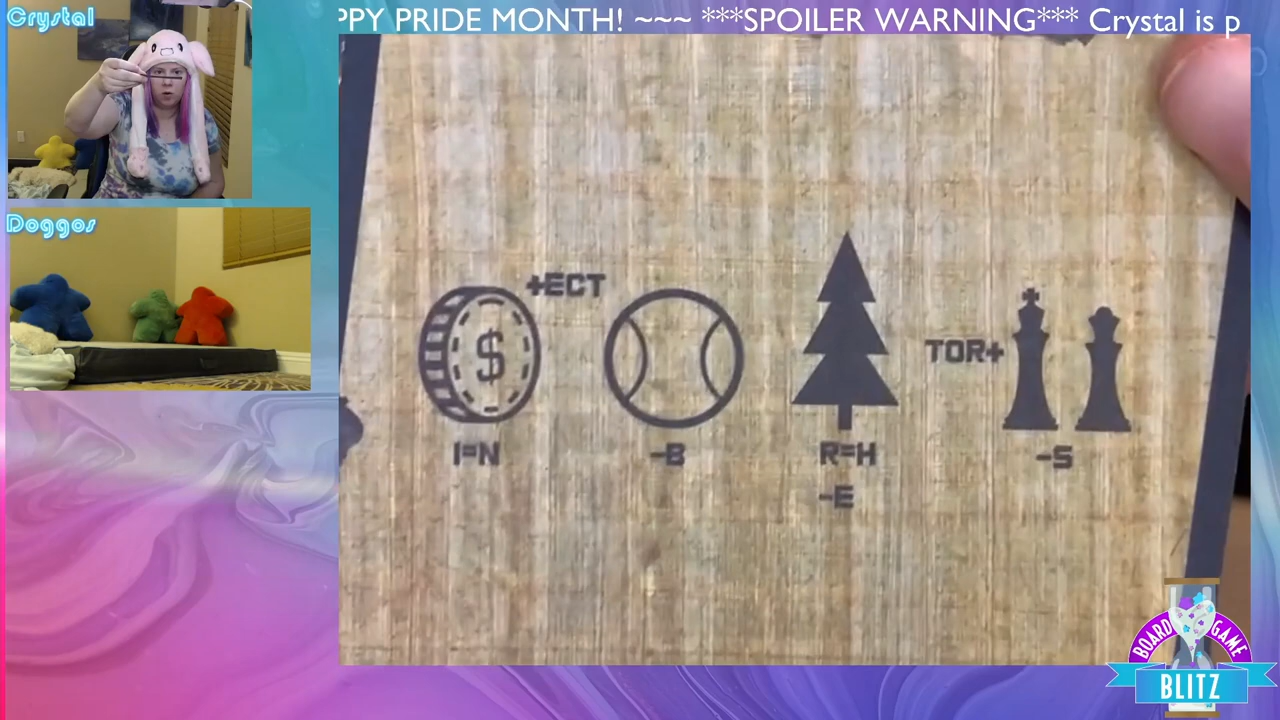 Crystal
PPY PRIDE MONTH! ~~~ ***SPOILER WARNING*** Crystal is p
Doggos
+ECT
$
TOR+
I=N
-B
R=H
-S
-E
BOARD GAME
BLITZ